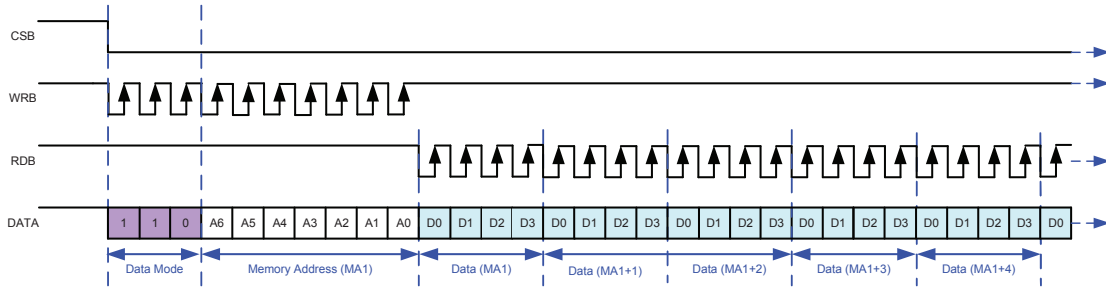 CSB
WRB
RDB
DATA 1 1 0 A6 A5 A4 A3 A2 A1 A0 D0 D1 D2 D3 D0 D1 D2 D3 D0 D1 D2 D3 D0 D1 D2 D3 D0 D1 D2 D3 D0
Data Mode Memory Address (MA1) Data (MA1) Data (MA1+1) Data (MA1+2) Data (MA1+3) Data (MA1+4)